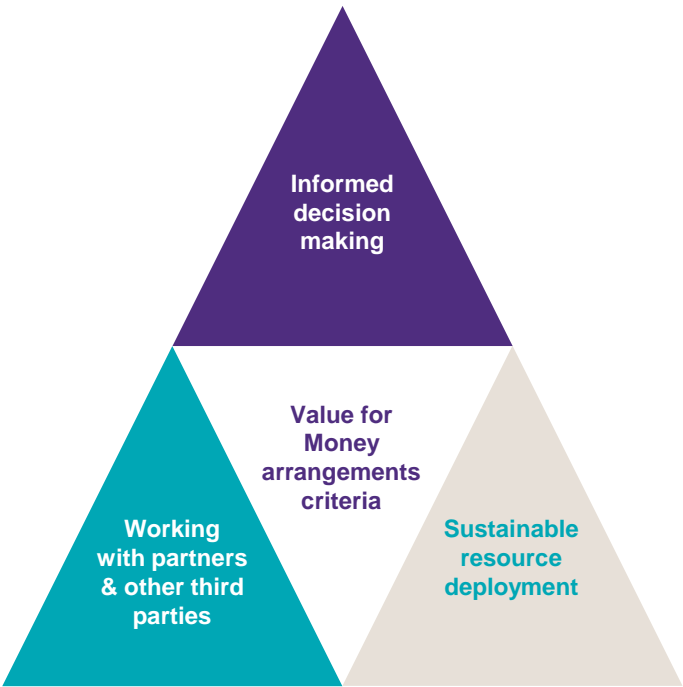 Informed
decision
making
Value for
Money
arrangements
criteria
Working
with partners
& other third
parties
Sustainable
resource
deployment